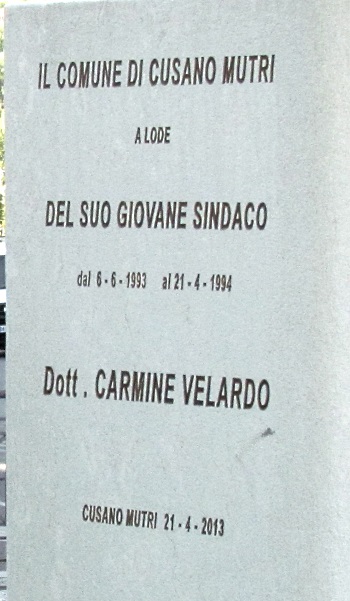 IL COMUNE DI CUSANO MUTRI
A LODE
DEL SUO GIOVANE SINDACO
dal 6 - 6 - 1993 al 21 - 4 - 1994
Dott . CARMINE VELARDO
CUSANO MUTRI 21 - 4 - 2013